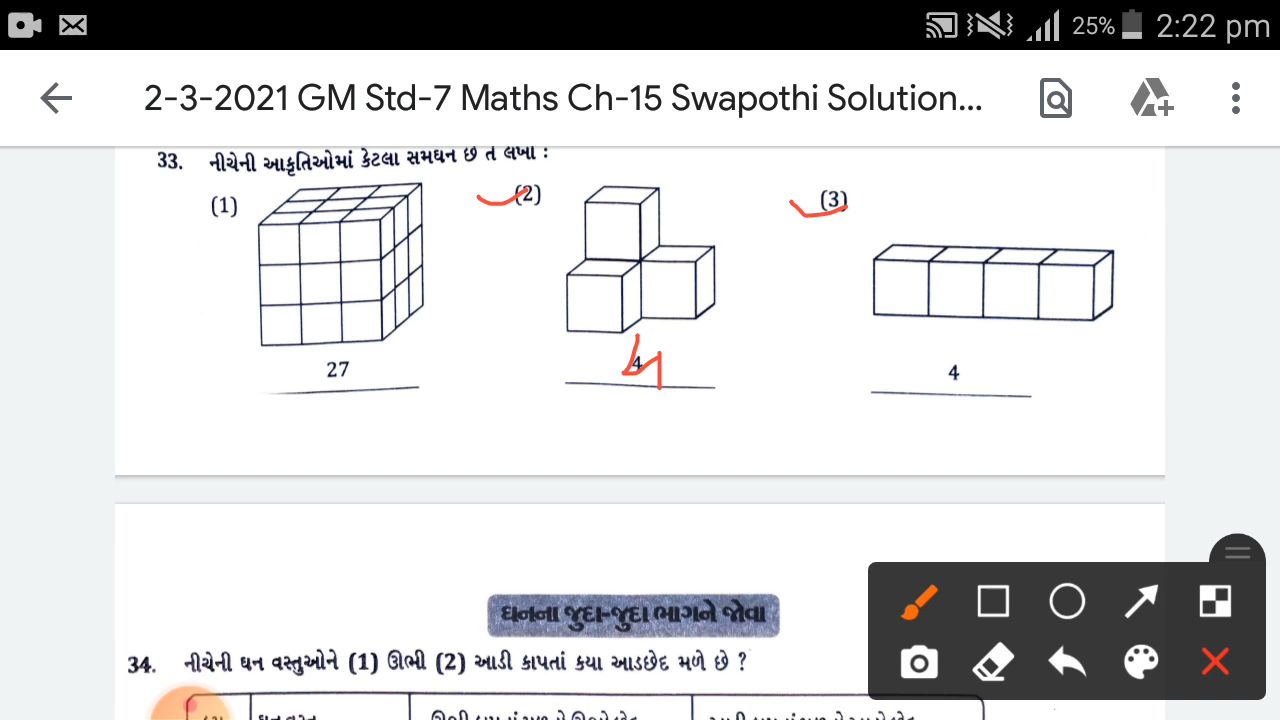 25% 2:22 pm
2-3-2021 GM Std-7 Maths Ch-15 Swapothi Solution...
33. નીચેની આકૃતિઓમાં કેટલા સમઘન છે તે લખો :
(1) (2) (3)
27 4 4
4
ઘનના જુદા-જુદા ભાગને જોવા
34. નીચેની ઘન વસ્તુઓને (1) ઊભી (2) આડી કાપતાં કયા આડછેદ મળે છે ?